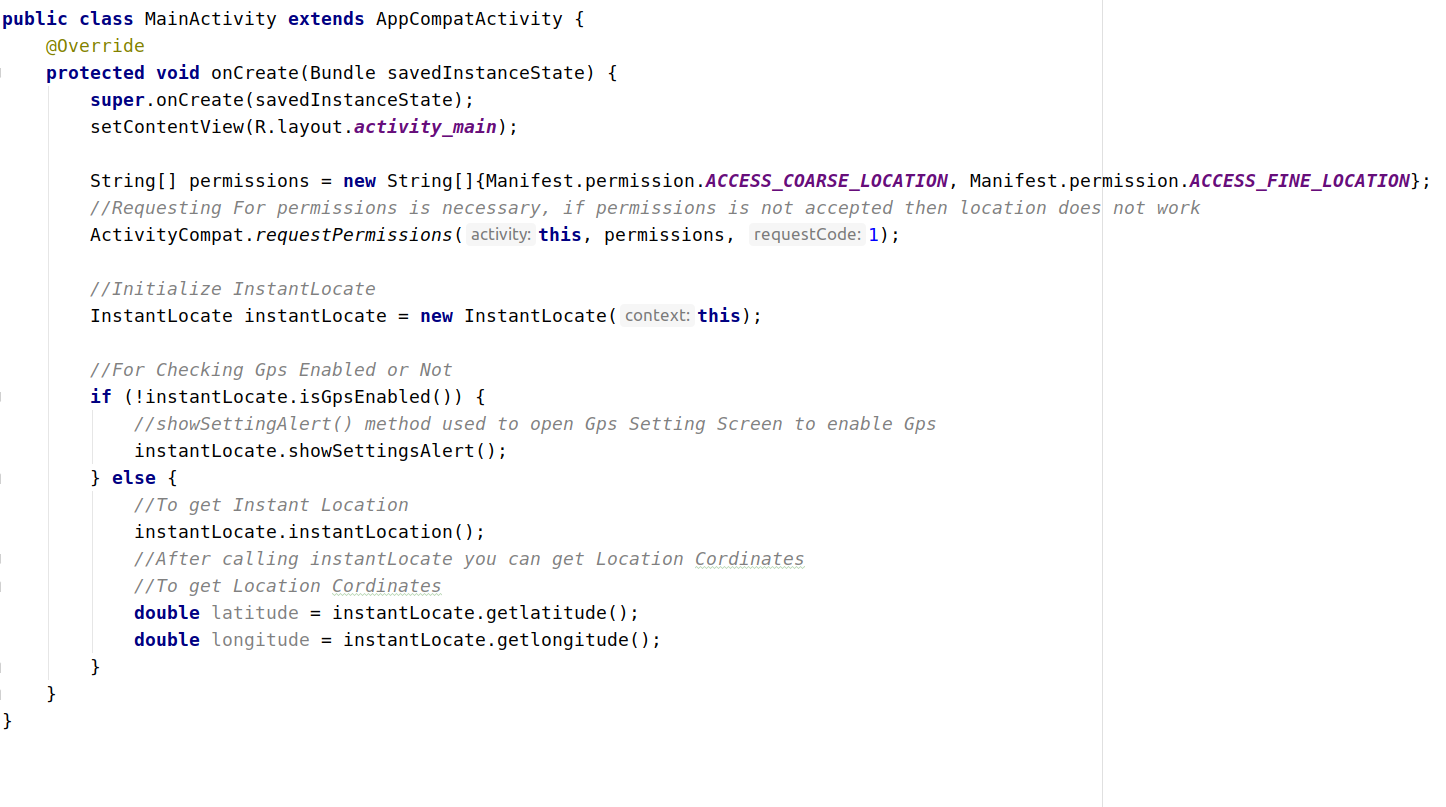 public class MainActivity extends AppCompatActivity {
    @Override
    protected void onCreate(Bundle savedInstanceState) {
        super.onCreate(savedInstanceState);
        setContentView(R.layout.activity_main);

        String[] permissions = new String[]{Manifest.permission.ACCESS_COARSE_LOCATION, Manifest.permission.ACCESS_FINE_LOCATION};
        //Requesting For permissions is necessary, if permissions is not accepted then location does not work
        ActivityCompat.requestPermissions( activity: this, permissions, requestCode: 1);

        //Initialize InstantLocate
        InstantLocate instantLocate = new InstantLocate( context: this);

        //For Checking Gps Enabled or Not
        if (!instantLocate.isGpsEnabled()) {
            //showSettingAlert() method used to open Gps Setting Screen to enable Gps
            instantLocate.showSettingsAlert();
        } else {
            //To get Instant Location
            instantLocate.instantLocation();
            //After calling instantLocate you can get Location Cordinates
            //To get Location Cordinates
            double latitude = instantLocate.getlatitude();
            double longitude = instantLocate.getlongitude();
        }
    }
}